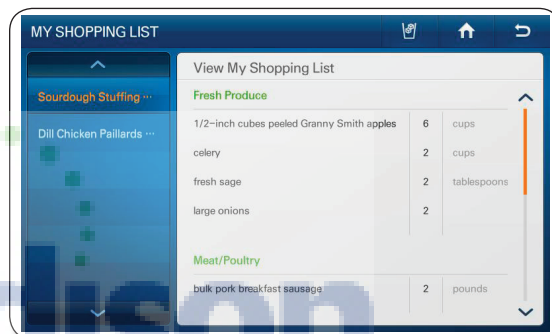 MY SHOPPING LIST
Sourdough Stuffing ...
Dill Chicken Paillards ...
View My Shopping List
Fresh Produce
1/2-inch cubes peeled Granny Smith apples 6 cups
celery 2 cups
fresh sage 2 tablespoons
large onions 2
Meat/Poultry
bulk pork breakfast sausage 2 pounds